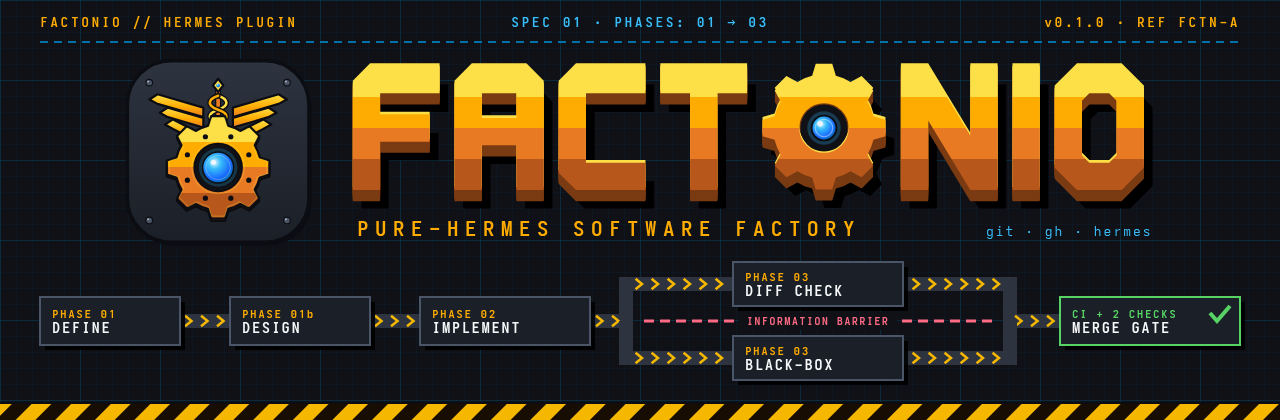 FACTONIO // HERMES PLUGIN
SPEC 01 · PHASES: 01 → 03
v0.1.0 · REF FCTN-A
FACTONIO
PURE-HERMES SOFTWARE FACTORY
git · gh · hermes
PHASE 01
DEFINE
PHASE 01b
DESIGN
PHASE 02
IMPLEMENT
PHASE 03
DIFF CHECK
INFORMATION BARRIER
PHASE 03
BLACK-BOX
CI + 2 CHECKS
MERGE GATE